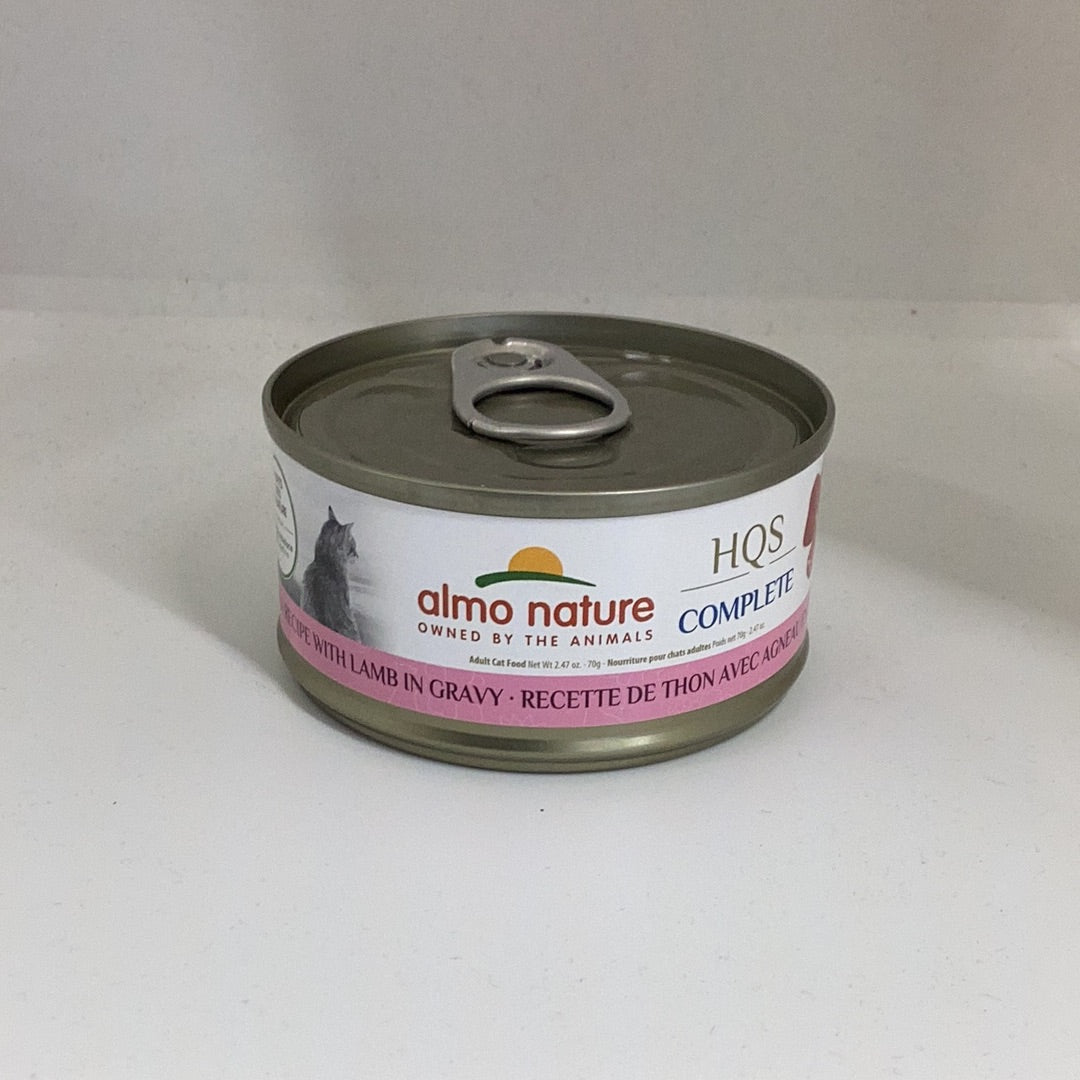 almo nature
OWNED BY THE ANIMALS
HQS
COMPLETE
Adult Cat Food Net Wt 2.47 oz. - 70g - Nourriture pour chats adultes Poids net 70g - 2.47 oz.
RECIPE WITH LAMB IN GRAVY · RECETTE DE THON AVEC AGNEAU